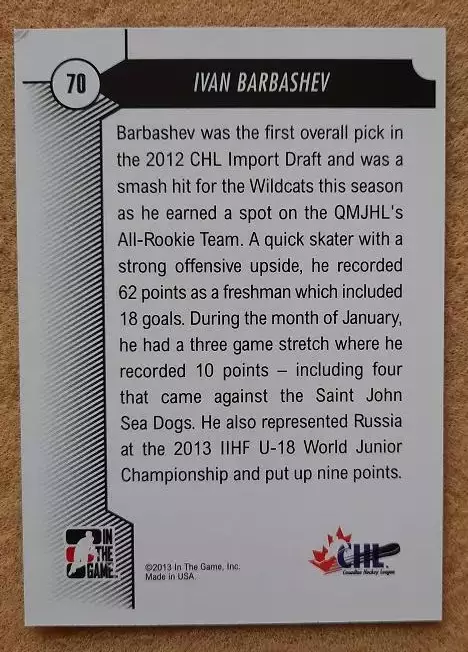 70
IVAN BARBASHEV
Barbashev was the first overall pick in
the 2012 CHL Import Draft and was a
smash hit for the Wildcats this season
as he earned a spot on the QMJHL's
All-Rookie Team. A quick skater with a
strong offensive upside, he recorded
62 points as a freshman which included
18 goals. During the month of January,
he had a three game stretch where he
recorded 10 points – including four
that came against the Saint John
Sea Dogs. He also represented Russia
at the 2013 IIHF U-18 World Junior
Championship and put up nine points.
IN
THE
GAME
©2013 In The Game, Inc.
Made in USA.
CHL
Canadian Hockey League